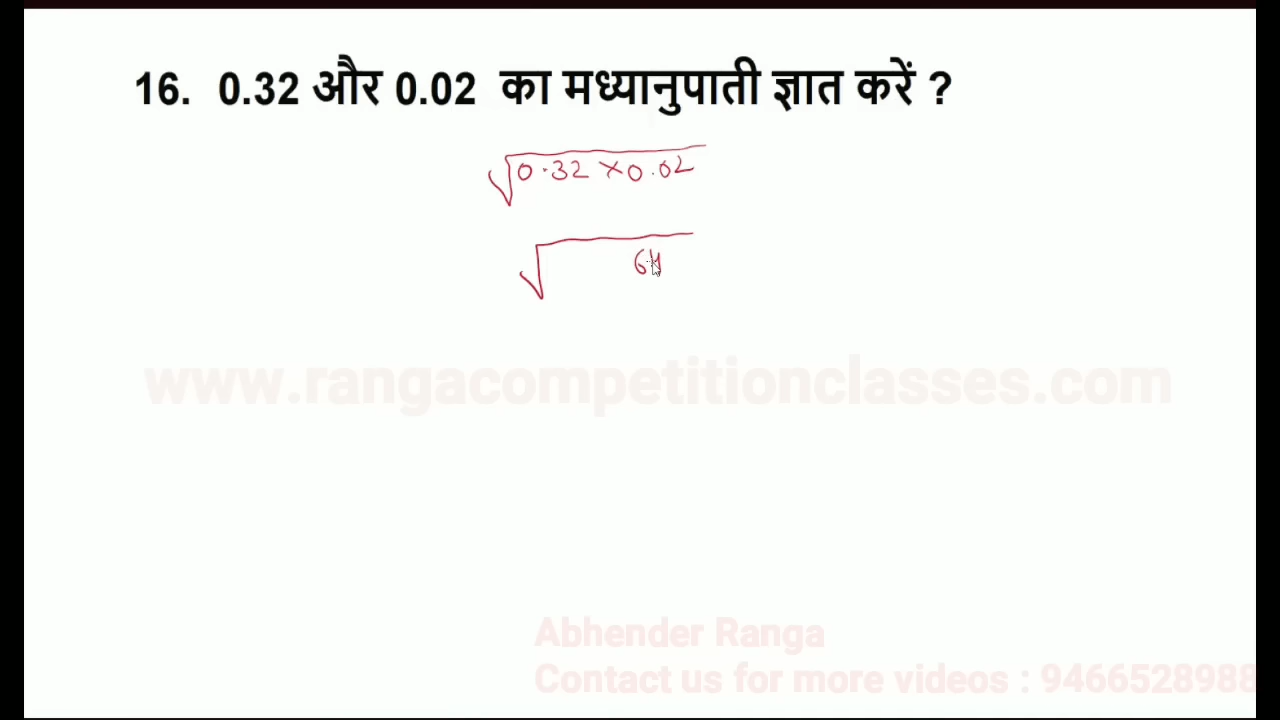 16. 0.32 और 0.02 का मध्यानुपाती ज्ञात करें ?
√0.32 × 0.02
√ 64
www.rangacompetitionclasses.com
Abhender Ranga
Contact us for more videos : 9466528988